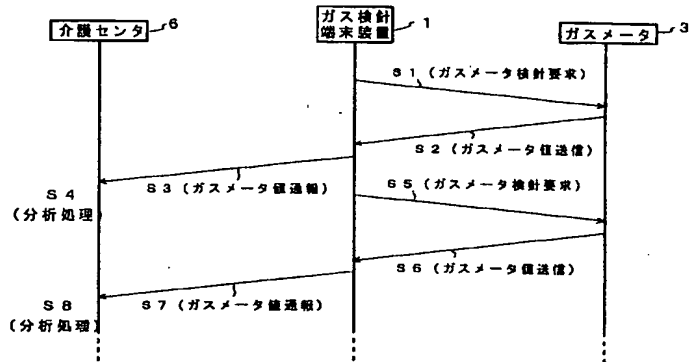 介護センタ 6
ガス検針
端末装置 1
ガスメータ 3
S1（ガスメータ検針要求）
S2（ガスメータ値送信）
S3（ガスメータ値通報）
S4
（分析処理）
S5（ガスメータ検針要求）
S6（ガスメータ値送信）
S7（ガスメータ値通報）
S8
（分析処理）